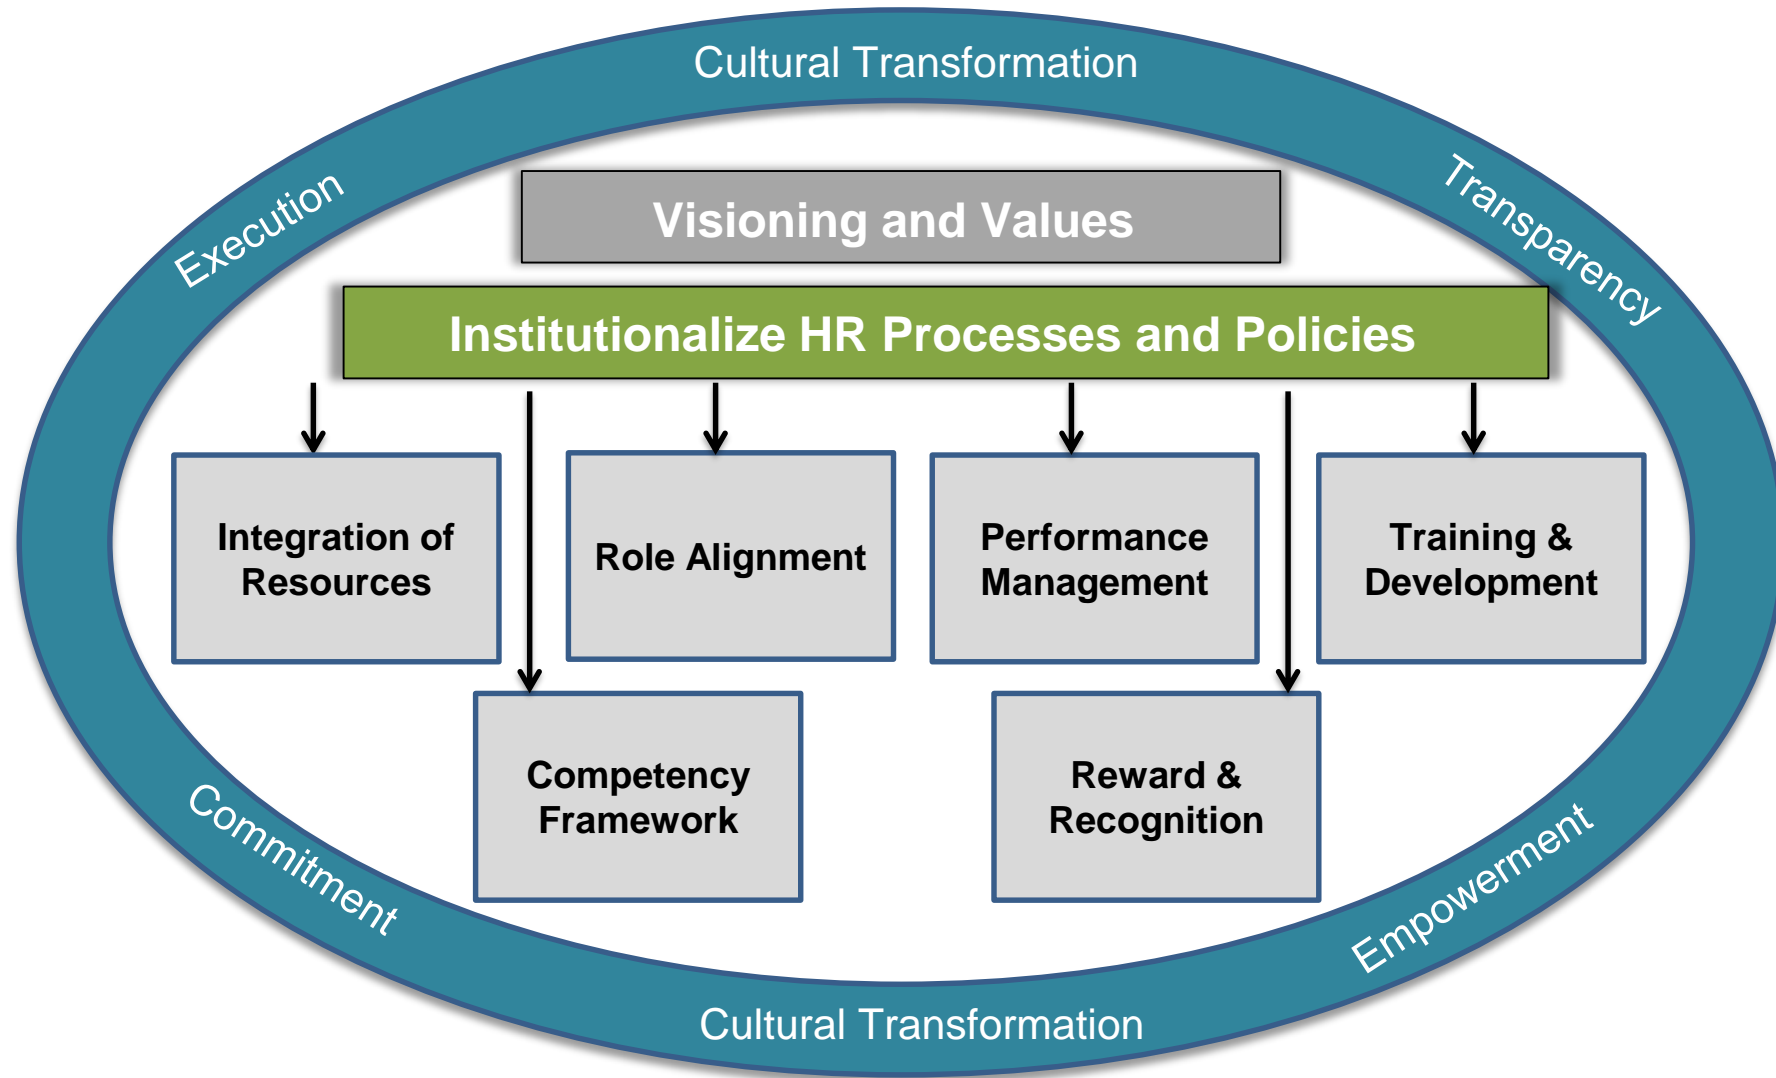 Cultural Transformation
Execution
Transparency
Visioning and Values
Institutionalize HR Processes and Policies
Integration of
Resources
Role Alignment
Performance
Management
Training &
Development
Competency
Framework
Reward &
Recognition
Commitment
Empowerment
Cultural Transformation